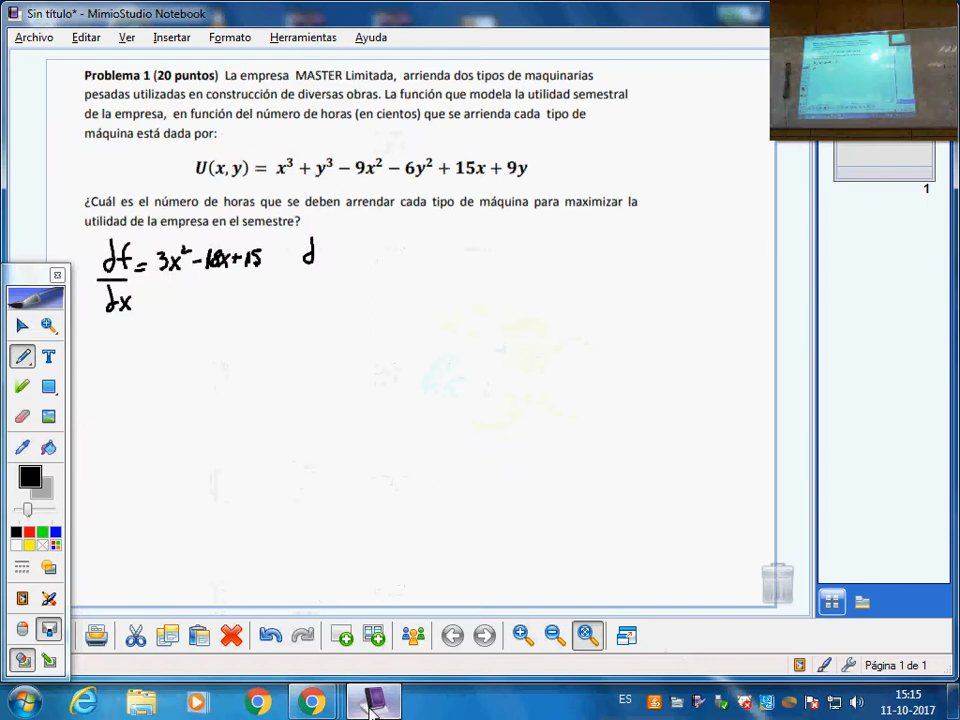 Sin título* - MimioStudio Notebook
Archivo Editar Ver Insertar Formato Herramientas Ayuda
Problema 1 (20 puntos) La empresa MASTER Limitada, arrienda dos tipos de maquinarias
pesadas utilizadas en construcción de diversas obras. La función que modela la utilidad semestral
de la empresa, en función del número de horas (en cientos) que se arrienda cada tipo de
máquina está dada por:
U(x, y) = x³ + y³ − 9x² − 6y² + 15x + 9y
¿Cuál es el número de horas que se deben arrendar cada tipo de máquina para maximizar la
utilidad de la empresa en el semestre?
df = 3x² - 18x + 15 d
dx
1
Página 1 de 1
ES
15:15
11-10-2017